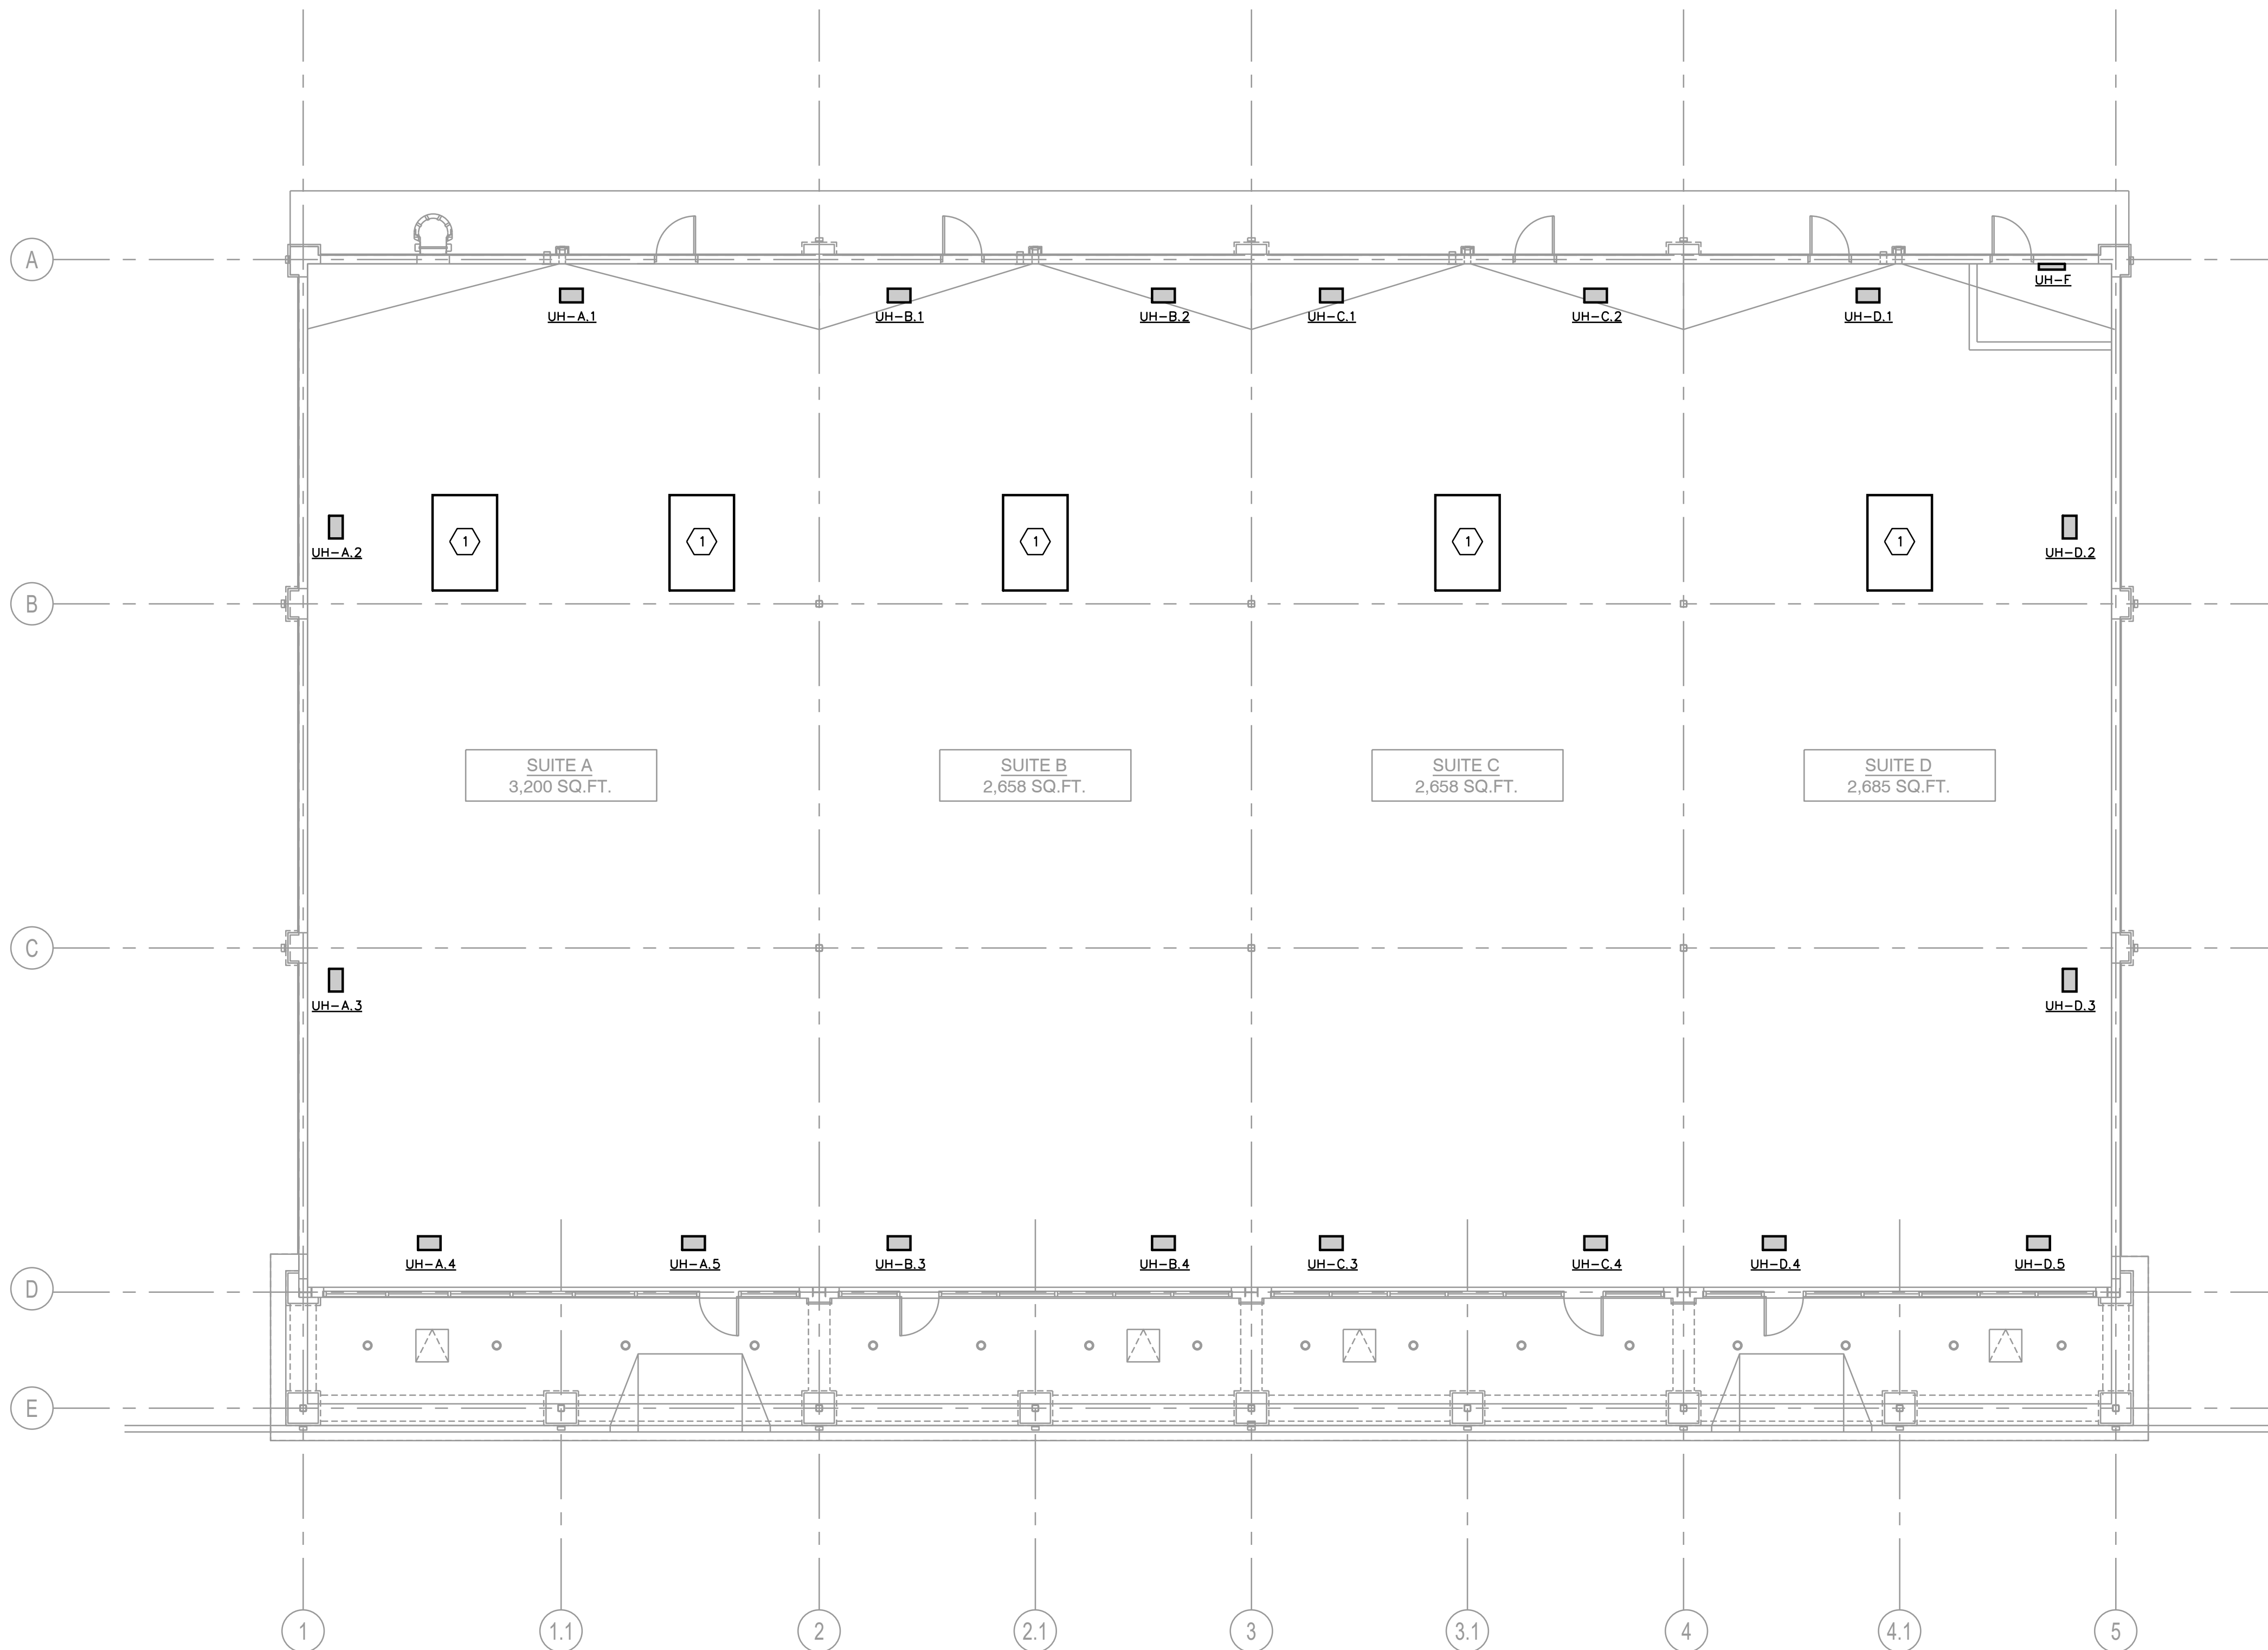 A
UH-F
UH-A.1
UH-B.1
UH-B.2
UH-C.1
UH-C.2
UH-D.1
1
1
1
1
1
UH-A.2
UH-D.2
B
SUITE A
3,200 SQ.FT.
SUITE B
2,658 SQ.FT.
SUITE C
2,658 SQ.FT.
SUITE D
2,685 SQ.FT.
C
UH-A.3
UH-D.3
UH-A.4
UH-A.5
UH-B.3
UH-B.4
UH-C.3
UH-C.4
UH-D.4
UH-D.5
D
E
1
1.1
2
2.1
3
3.1
4
4.1
5